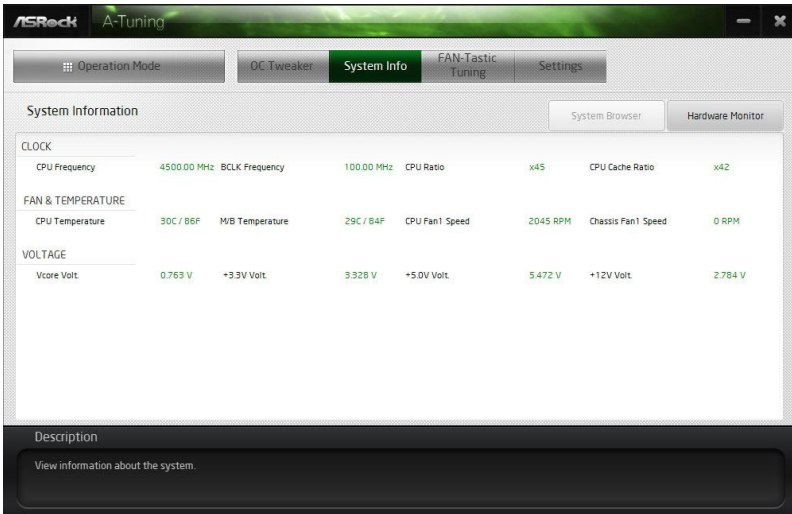 ASRock A-Tuning
Operation Mode OC Tweaker System Info FAN-Tastic Tuning Settings
System Information System Browser Hardware Monitor
CLOCK
CPU Frequency 4500.00 MHz BCLK Frequency 100.00 MHz CPU Ratio x45 CPU Cache Ratio x42
FAN & TEMPERATURE
CPU Temperature 30C / 86F M/B Temperature 29C / 84F CPU Fan1 Speed 2045 RPM Chassis Fan1 Speed 0 RPM
VOLTAGE
Vcore Volt. 0.763 V +3.3V Volt. 3.328 V +5.0V Volt. 5.472 V +12V Volt. 2.784 V
Description
View information about the system.